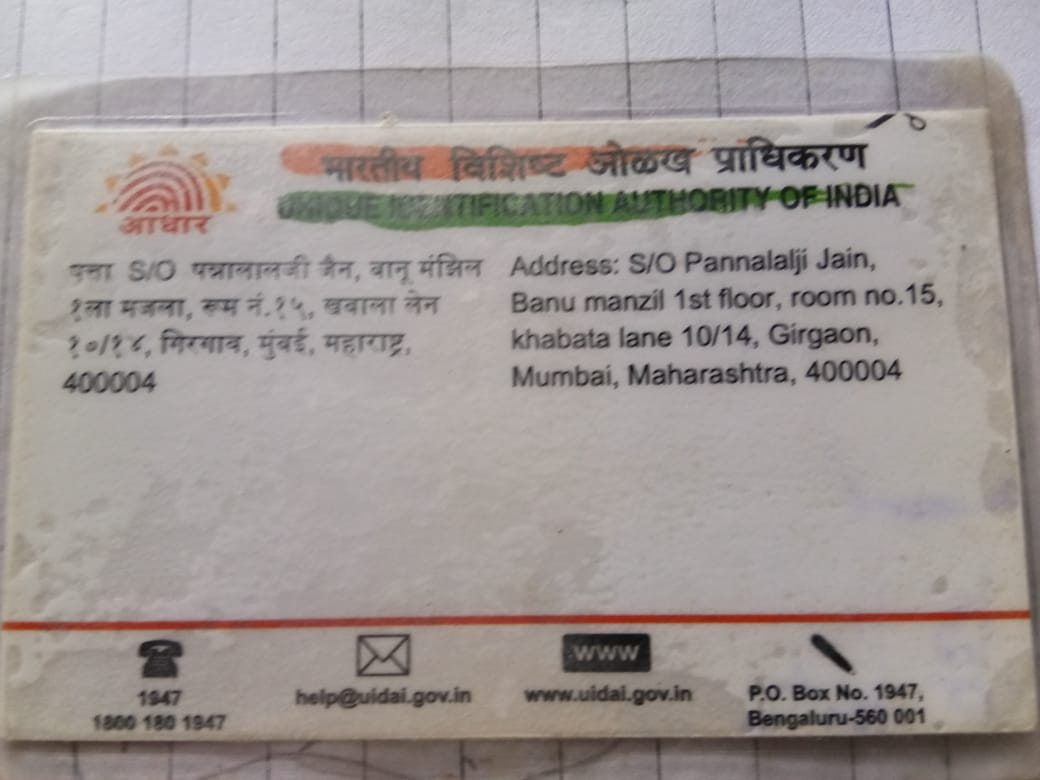 भारतीय विशिष्ट ओळख प्राधिकरण
UNIQUE IDENTIFICATION AUTHORITY OF INDIA
आधार
पत्ता S/O पन्नालालजी जैन, बानू मंझिल
१ला मजला, रूम नं.१५, खबाला लेन
१०/१४, गिरगाव, मुंबई, महाराष्ट्र,
400004
Address: S/O Pannalalji Jain,
Banu manzil 1st floor, room no.15,
khabata lane 10/14, Girgaon,
Mumbai, Maharashtra, 400004
1947
1800 180 1947
help@uidai.gov.in
www
www.uidai.gov.in
P.O. Box No. 1947,
Bengaluru-560 001